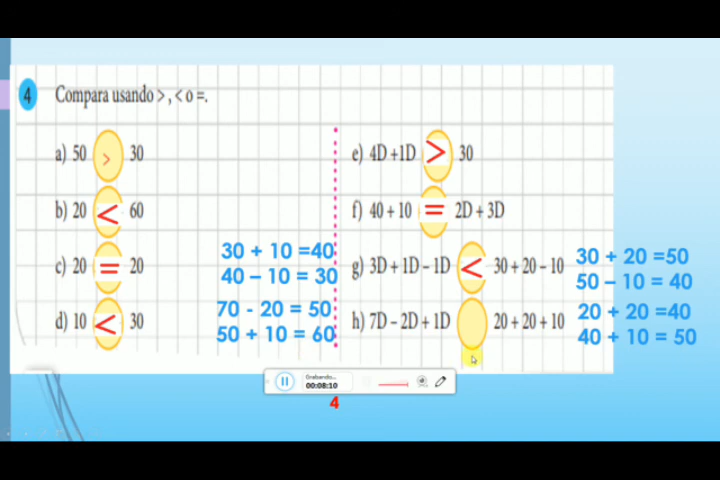 4 Compara usando >, < o =.
a) 50 > 30
b) 20 < 60
c) 20 = 20
d) 10 < 30
30 + 10 =40
40 – 10 = 30
70 - 20 = 50
50 + 10 = 60
e) 4D +1D > 30
f) 40 + 10 = 2D + 3D
g) 3D + 1D – 1D < 30 + 20 – 10
h) 7D – 2D + 1D 20 + 20 + 10
30 + 20 =50
50 – 10 = 40
20 + 20 =40
40 + 10 = 50
Grabando...
00:08:10
4